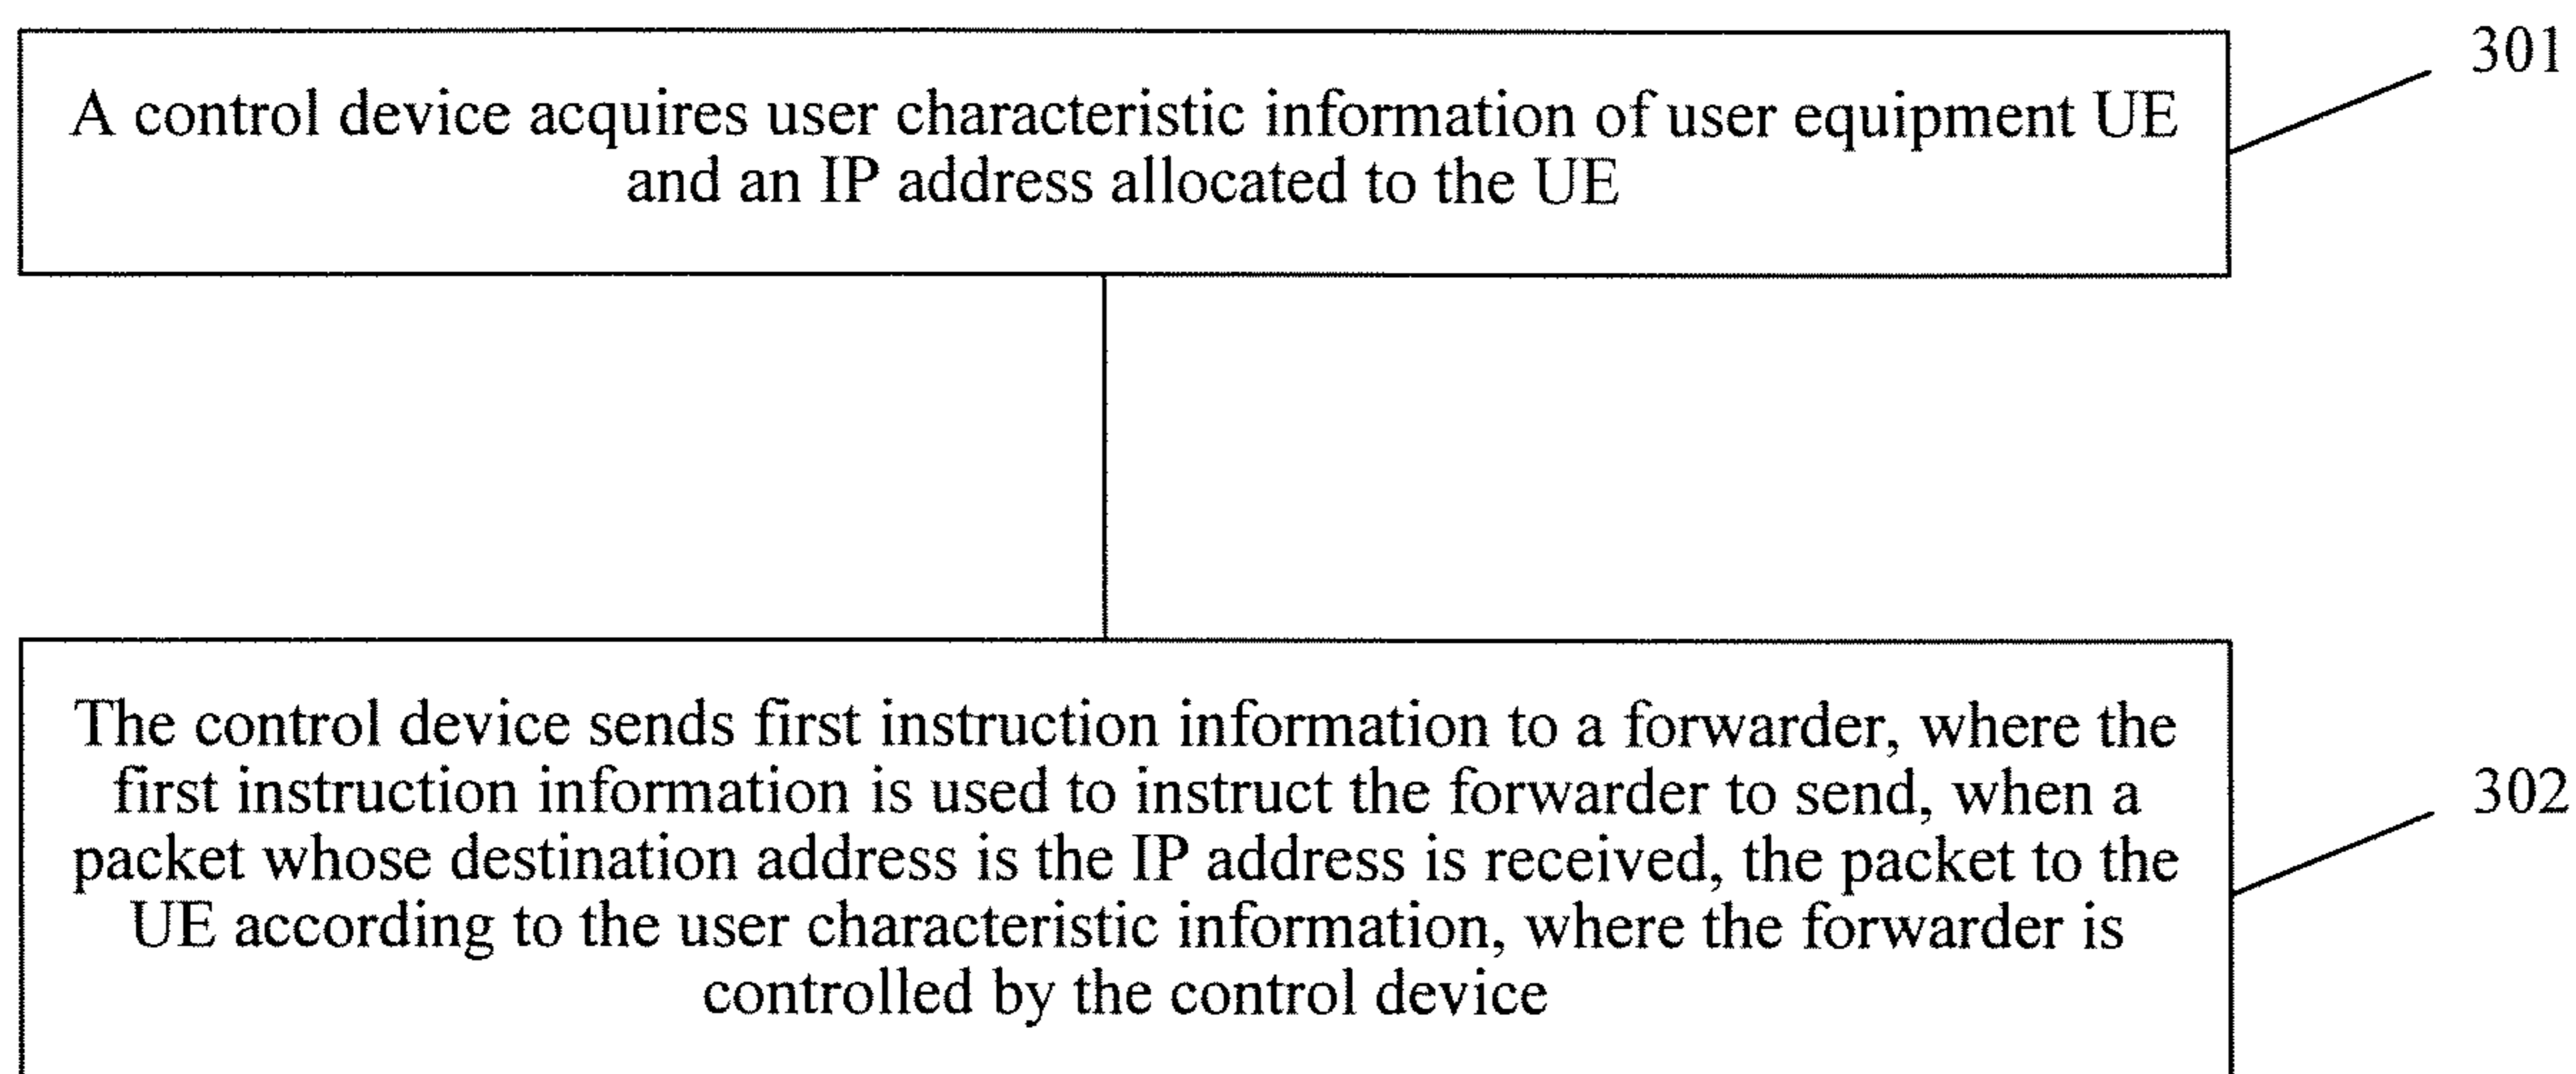 301
A control device acquires user characteristic information of user equipment UE
and an IP address allocated to the UE
The control device sends first instruction information to a forwarder, where the
first instruction information is used to instruct the forwarder to send, when a
302
packet whose destination address is the IP address is received, the packet to the
UE according to the user characteristic information, where the forwarder is
controlled by the control device